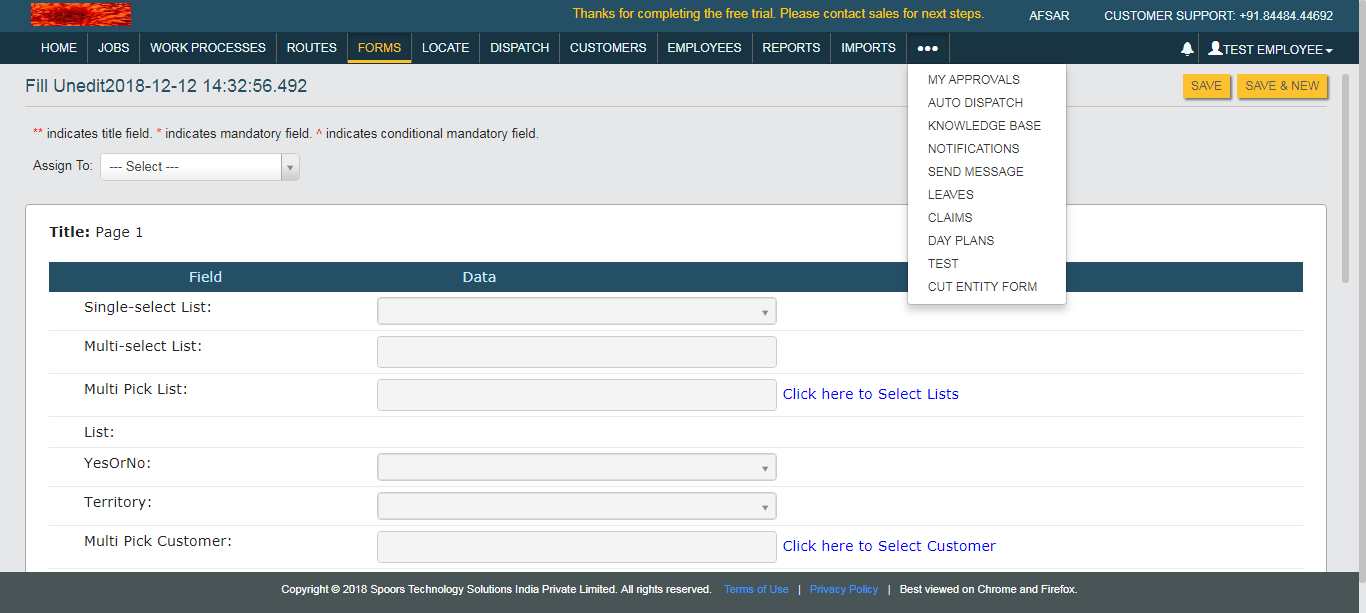 Thanks for completing the free trial. Please contact sales for next steps. AFSAR CUSTOMER SUPPORT: +91.84484.44692
HOME JOBS WORK PROCESSES ROUTES FORMS LOCATE DISPATCH CUSTOMERS EMPLOYEES REPORTS IMPORTS ••• TEST EMPLOYEE
MY APPROVALS
AUTO DISPATCH
KNOWLEDGE BASE
NOTIFICATIONS
SEND MESSAGE
LEAVES
CLAIMS
DAY PLANS
TEST
CUT ENTITY FORM
Fill Unedit2018-12-12 14:32:56.492 SAVE SAVE & NEW
** indicates title field. * indicates mandatory field. ^ indicates conditional mandatory field.
Assign To: --- Select ---
Title: Page 1
Field Data
Single-select List:
Multi-select List:
Multi Pick List: Click here to Select Lists
List:
YesOrNo:
Territory:
Multi Pick Customer: Click here to Select Customer
Copyright © 2018 Spoors Technology Solutions India Private Limited. All rights reserved. Terms of Use | Privacy Policy | Best viewed on Chrome and Firefox.